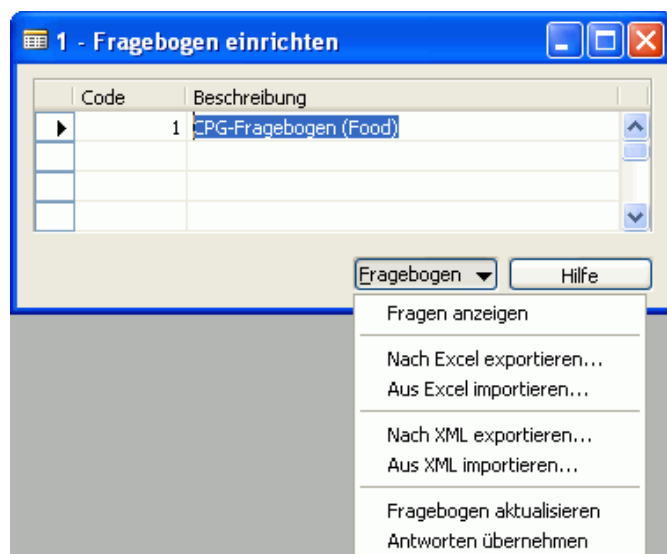 1 - Fragebogen einrichten
Code Beschreibung
1 CPG-Fragebogen (Food)
Fragebogen Hilfe
Fragen anzeigen
Nach Excel exportieren...
Aus Excel importieren...
Nach XML exportieren...
Aus XML importieren...
Fragebogen aktualisieren
Antworten übernehmen